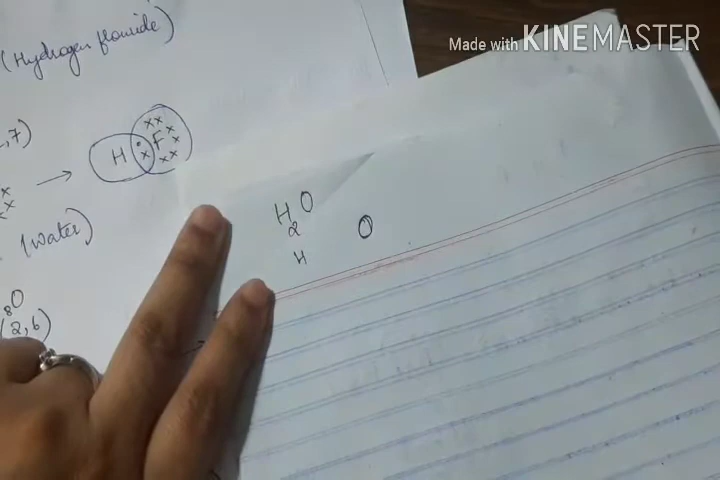 Made with KINEMASTER
(Hydrogen flouride)
,7)
H F
(Water)
H2O
O
H
8O
(2,6)